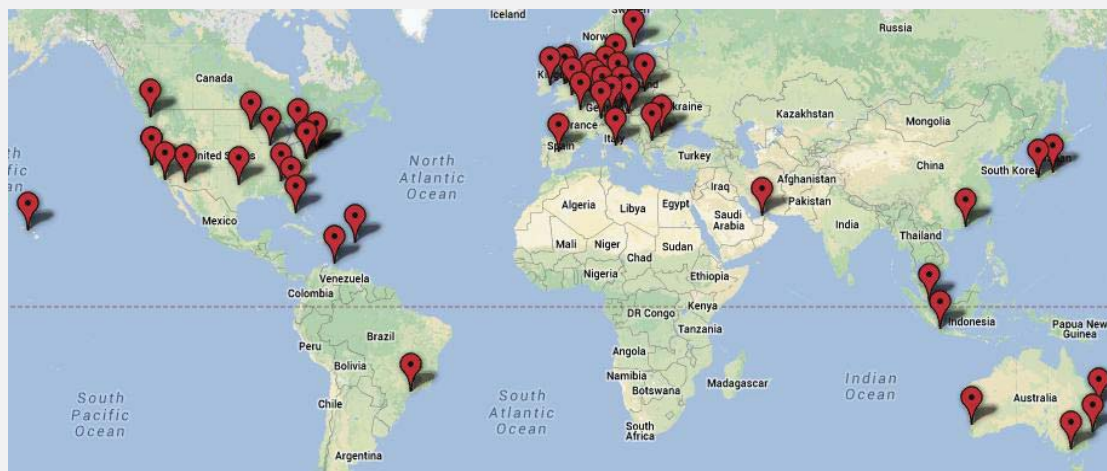 Iceland
Sweden
Norw
Russia
Canada
Kazakhstan
Mongolia
North
Atlantic
Ocean
Spain
France
Italy
Ukraine
Turkey
China
South Korea
United States
Iraq
Afghanistan
Pakistan
Algeria
Libya
Egypt
Saudi
Arabia
India
Mexico
Mali
Niger
Sudan
Chad
Thailand
Nigeria
Ethiopia
Venezuela
Colombia
Kenya
DR Congo
Indonesia
Papua New
Guinea
Tanzania
Brazil
Peru
Bolivia
Angola
Namibia
Botswana
Madagascar
Indian
Ocean
Australia
South
Pacific
Ocean
Chile
South
Atlantic
Ocean
South
Africa
Argentina